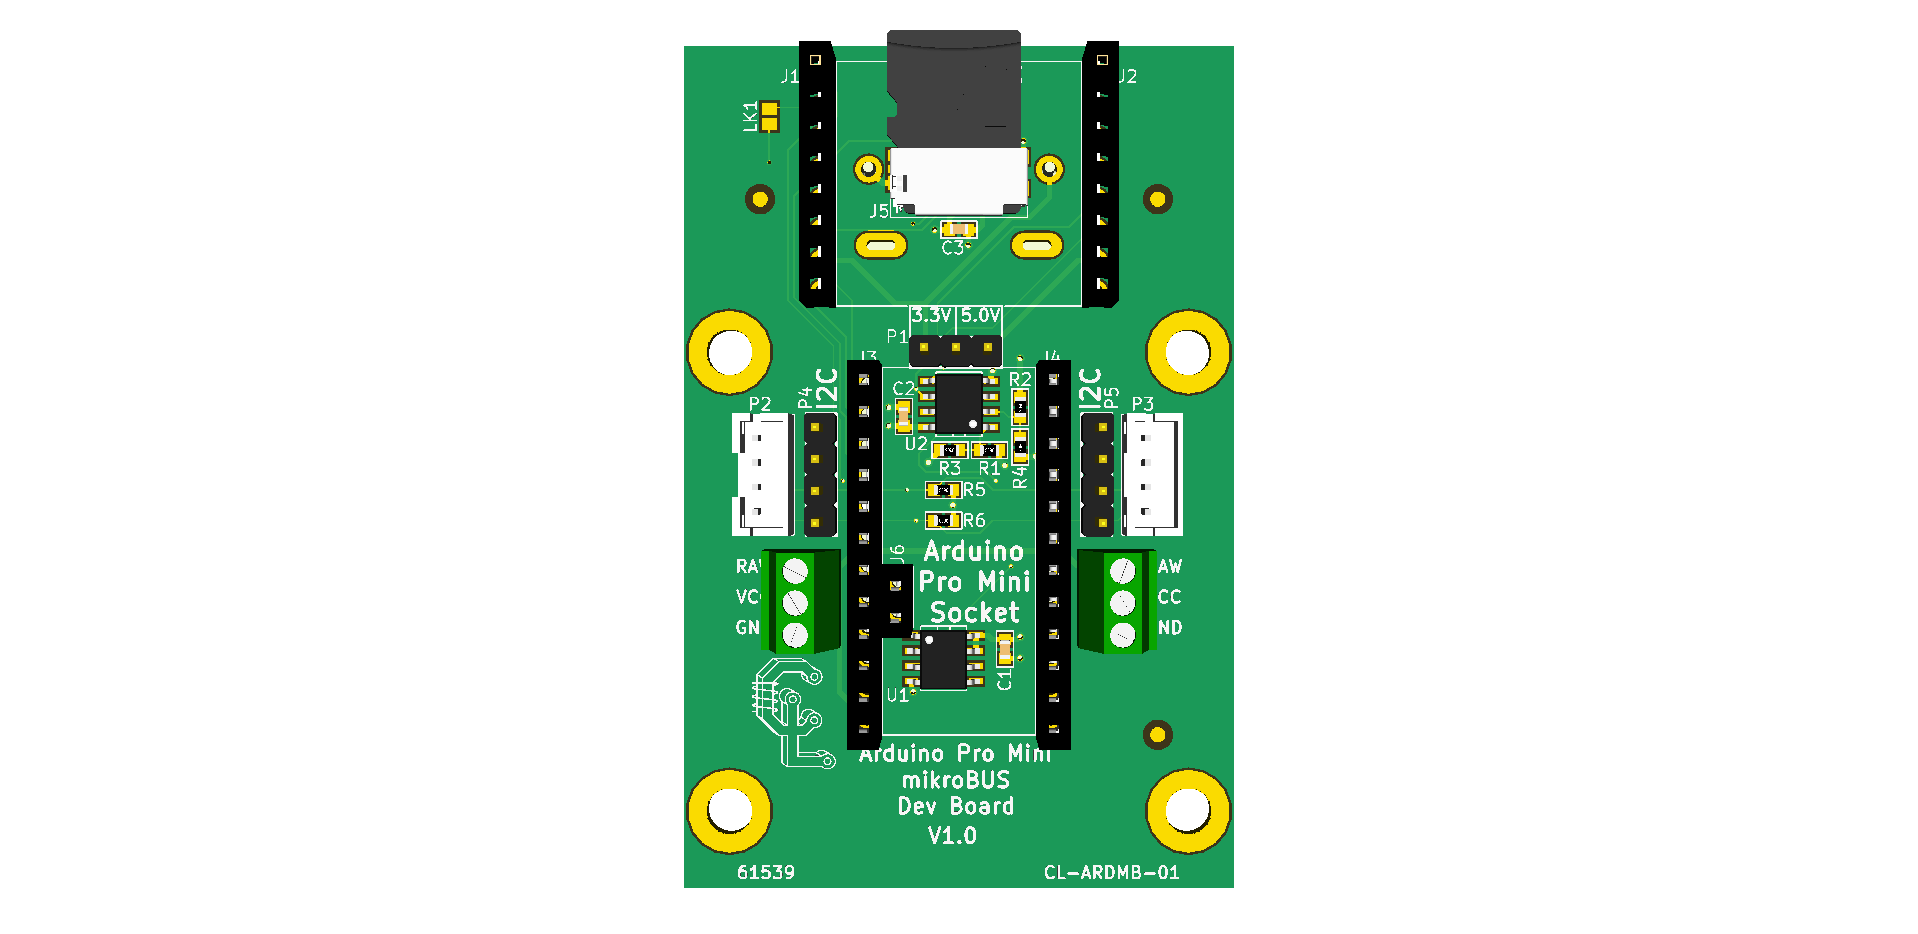 J1
J2
LK1
J5
C3
3.3V 5.0V
P1
J3
J4
C2
R2
I2C
P4
I2C
P5
P2
P3
U2
R3
R1
R4
R5
R6
J6
Arduino
Pro Mini
Socket
RAW
VCC
GN
AW
CC
ND
U1
C1
Arduino Pro Mini
mikroBUS
Dev Board
V1.0
61539
CL-ARDMB-01